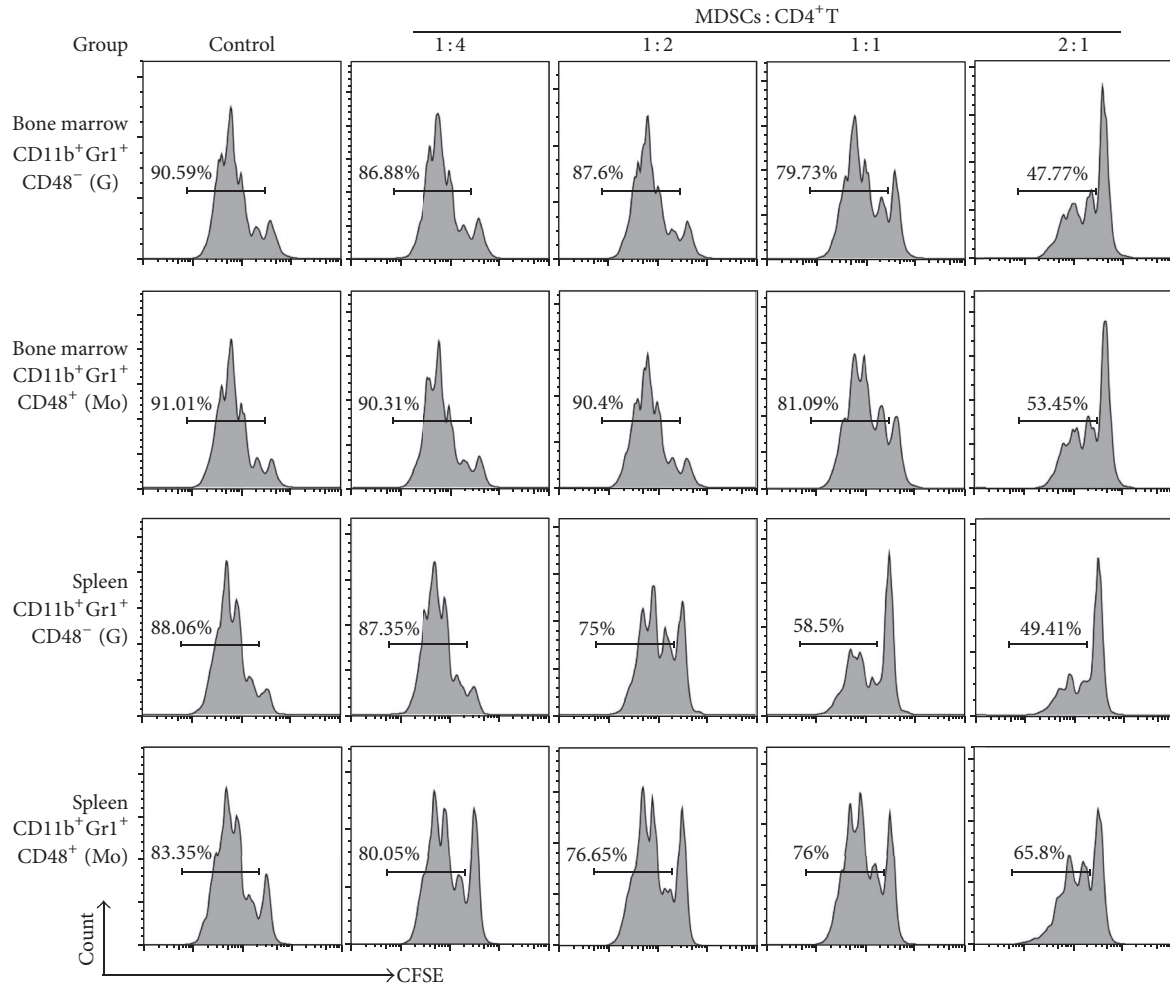 MDSCs : CD4⁺T
Group Control 1 : 4 1 : 2 1 : 1 2 : 1
Bone marrow
CD11b⁺Gr1⁺
CD48⁻ (G)
90.59% 86.88% 87.6% 79.73% 47.77%
Bone marrow
CD11b⁺Gr1⁺
CD48⁺ (Mo)
91.01% 90.31% 90.4% 81.09% 53.45%
Spleen
CD11b⁺Gr1⁺
CD48⁻ (G)
88.06% 87.35% 75% 58.5% 49.41%
Spleen
CD11b⁺Gr1⁺
CD48⁺ (Mo)
83.35% 80.05% 76.65% 76% 65.8%
Count
CFSE